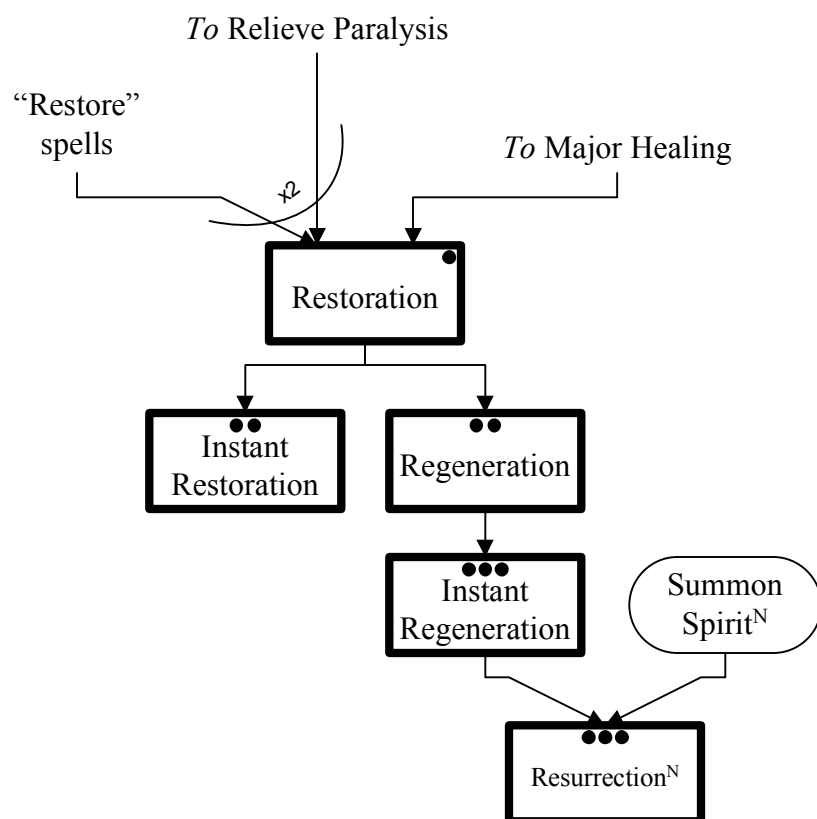 To Relieve Paralysis
“Restore”
spells
To Major Healing
x2
Restoration
Instant
Restoration
Regeneration
Instant
Regeneration
Summon
Spirit^N
Resurrection^N